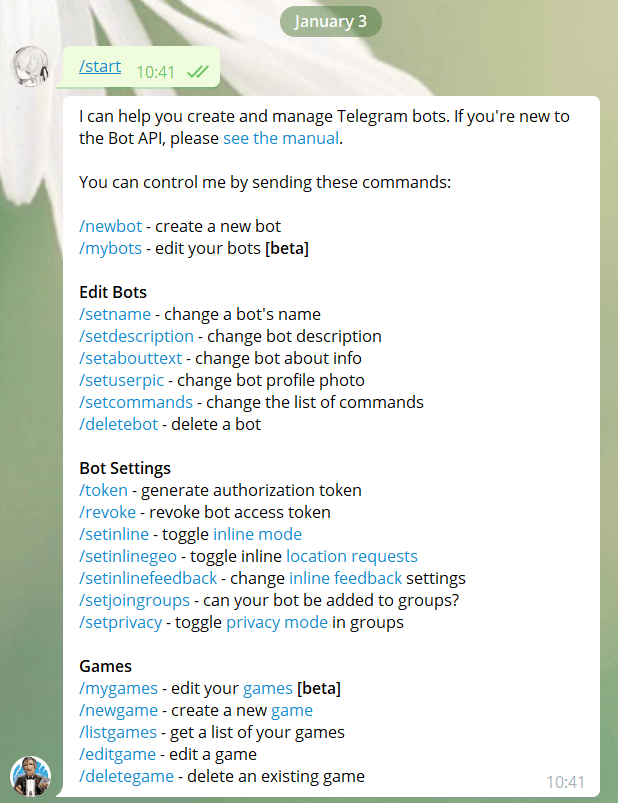 January 3
/start 10:41
I can help you create and manage Telegram bots. If you're new to
the Bot API, please see the manual.
You can control me by sending these commands:
/newbot - create a new bot
/mybots - edit your bots [beta]
Edit Bots
/setname - change a bot's name
/setdescription - change bot description
/setabouttext - change bot about info
/setuserpic - change bot profile photo
/setcommands - change the list of commands
/deletebot - delete a bot
Bot Settings
/token - generate authorization token
/revoke - revoke bot access token
/setinline - toggle inline mode
/setinlinegeo - toggle inline location requests
/setinlinefeedback - change inline feedback settings
/setjoingroups - can your bot be added to groups?
/setprivacy - toggle privacy mode in groups
Games
/mygames - edit your games [beta]
/newgame - create a new game
/listgames - get a list of your games
/editgame - edit a game
/deletegame - delete an existing game
10:41